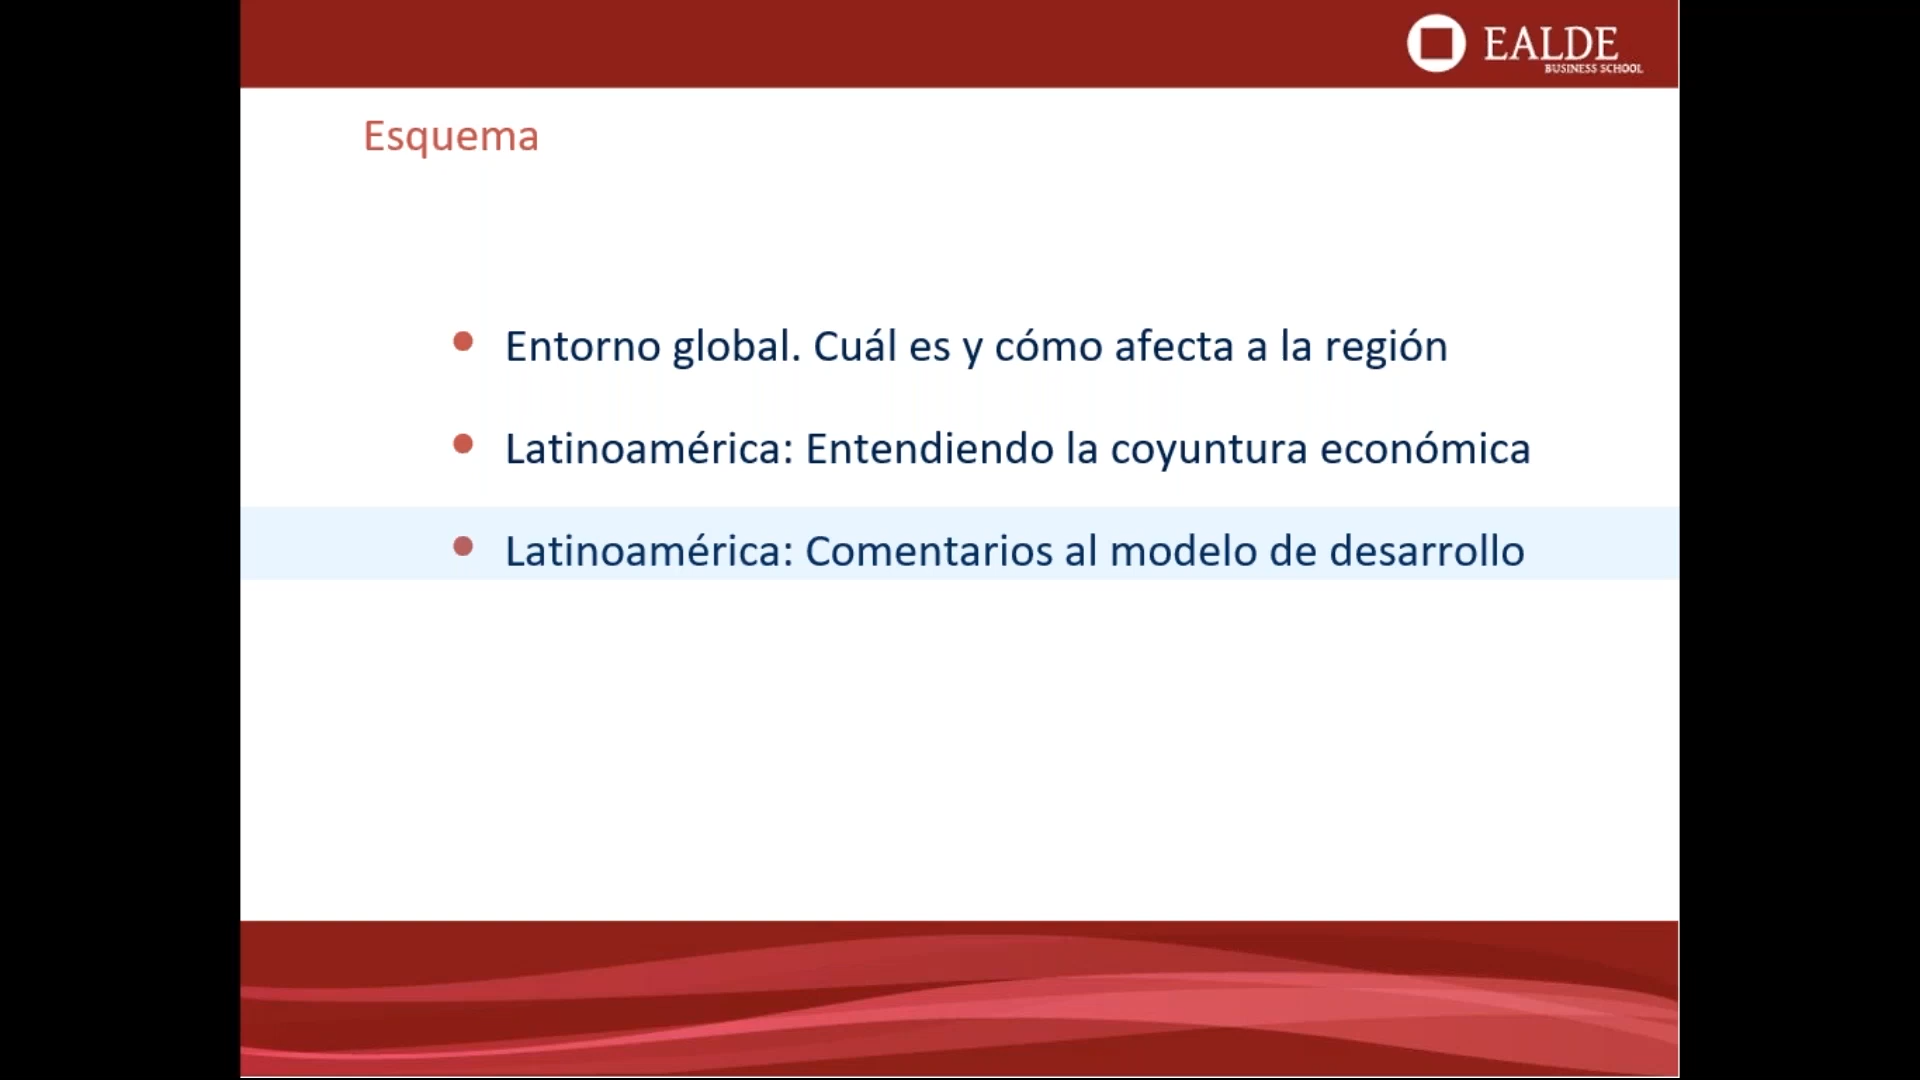 EALDE
BUSINESS SCHOOL
Esquema
Entorno global. Cuál es y cómo afecta a la región
Latinoamérica: Entendiendo la coyuntura económica
Latinoamérica: Comentarios al modelo de desarrollo